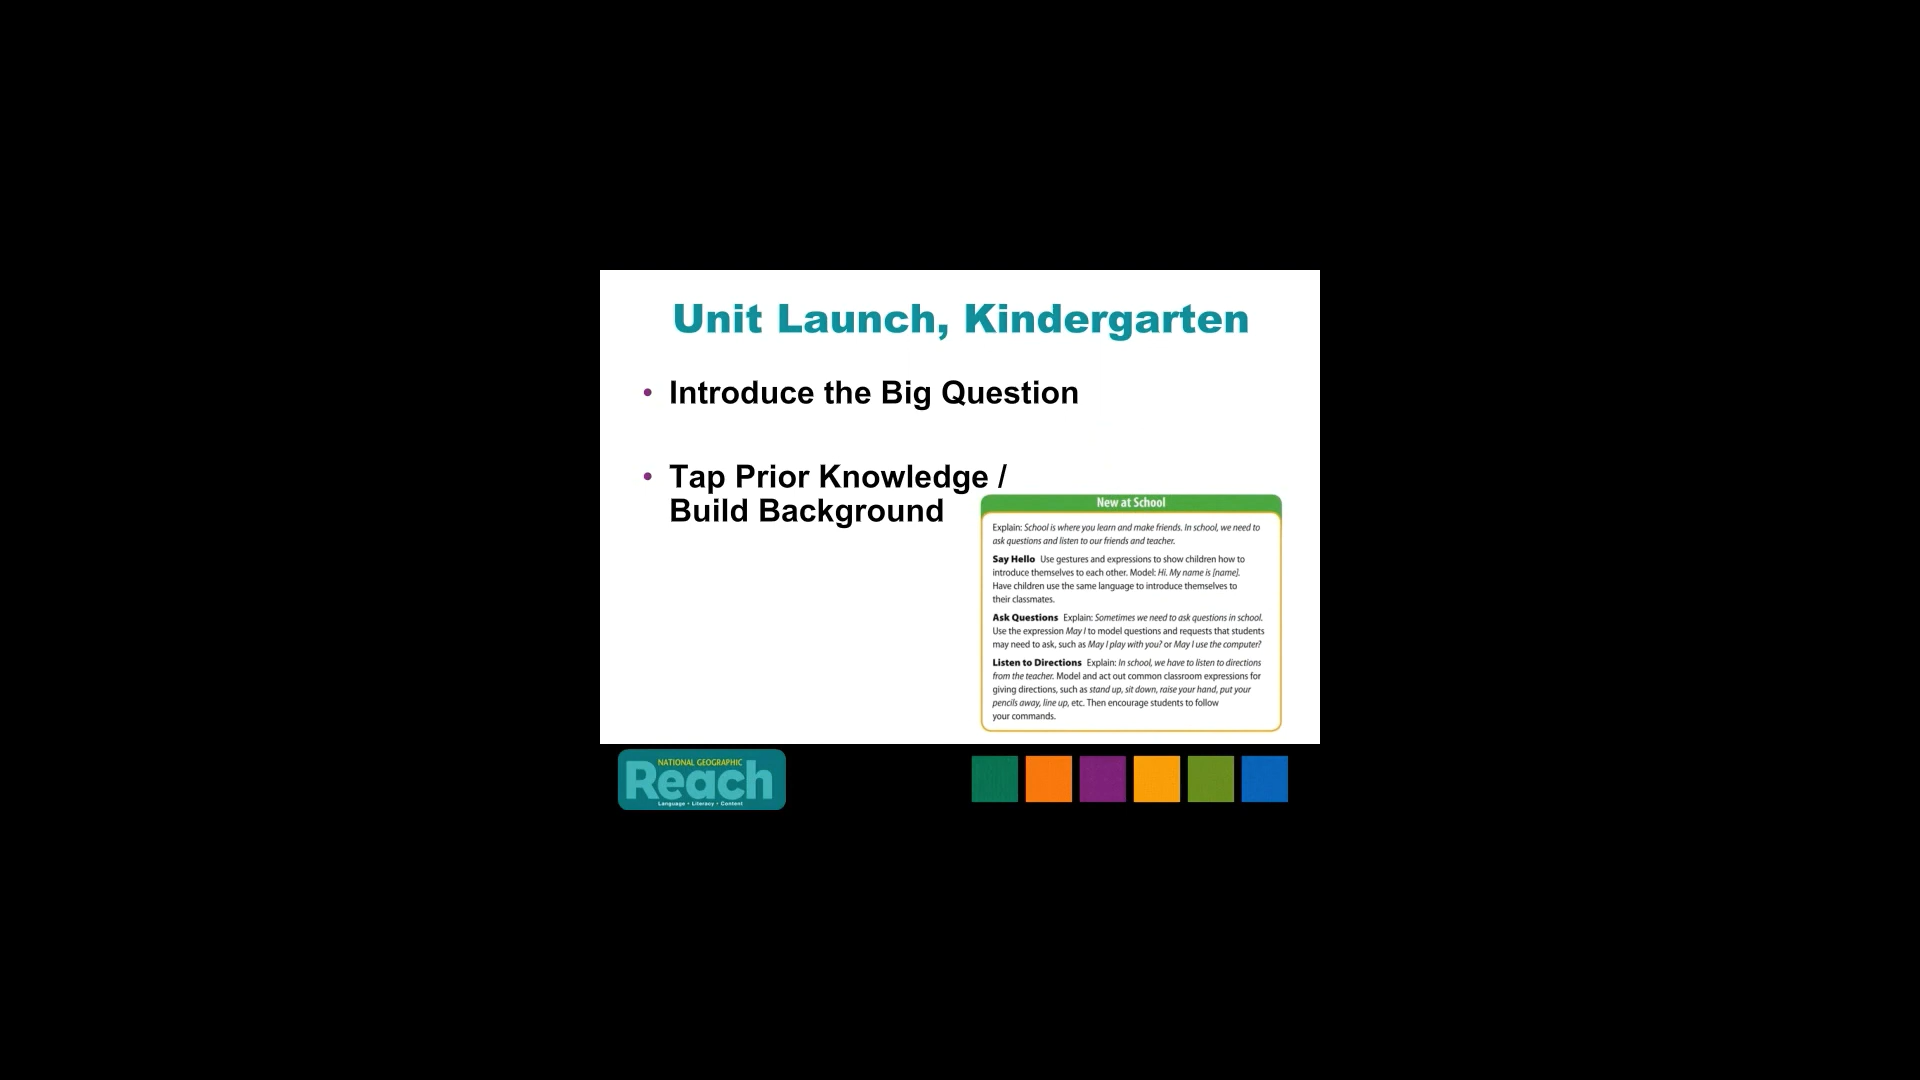 Unit Launch, Kindergarten
• Introduce the Big Question
• Tap Prior Knowledge /
Build Background
New at School
Explain: School is where you learn and make friends. In school, we need to
ask questions and listen to our friends and teacher.
Say Hello Use gestures and expressions to show children how to
introduce themselves to each other. Model: Hi. My name is [name].
Have children use the same language to introduce themselves to
their classmates.
Ask Questions Explain: Sometimes we need to ask questions in school.
Use the expression May I to model questions and requests that students
may need to ask, such as May I play with you? or May I use the computer?
Listen to Directions Explain: In school, we have to listen to directions
from the teacher. Model and act out common classroom expressions for
giving directions, such as stand up, sit down, raise your hand, put your
pencils away, line up, etc. Then encourage students to follow
your commands.
NATIONAL GEOGRAPHIC
Reach
Language • Literacy • Content